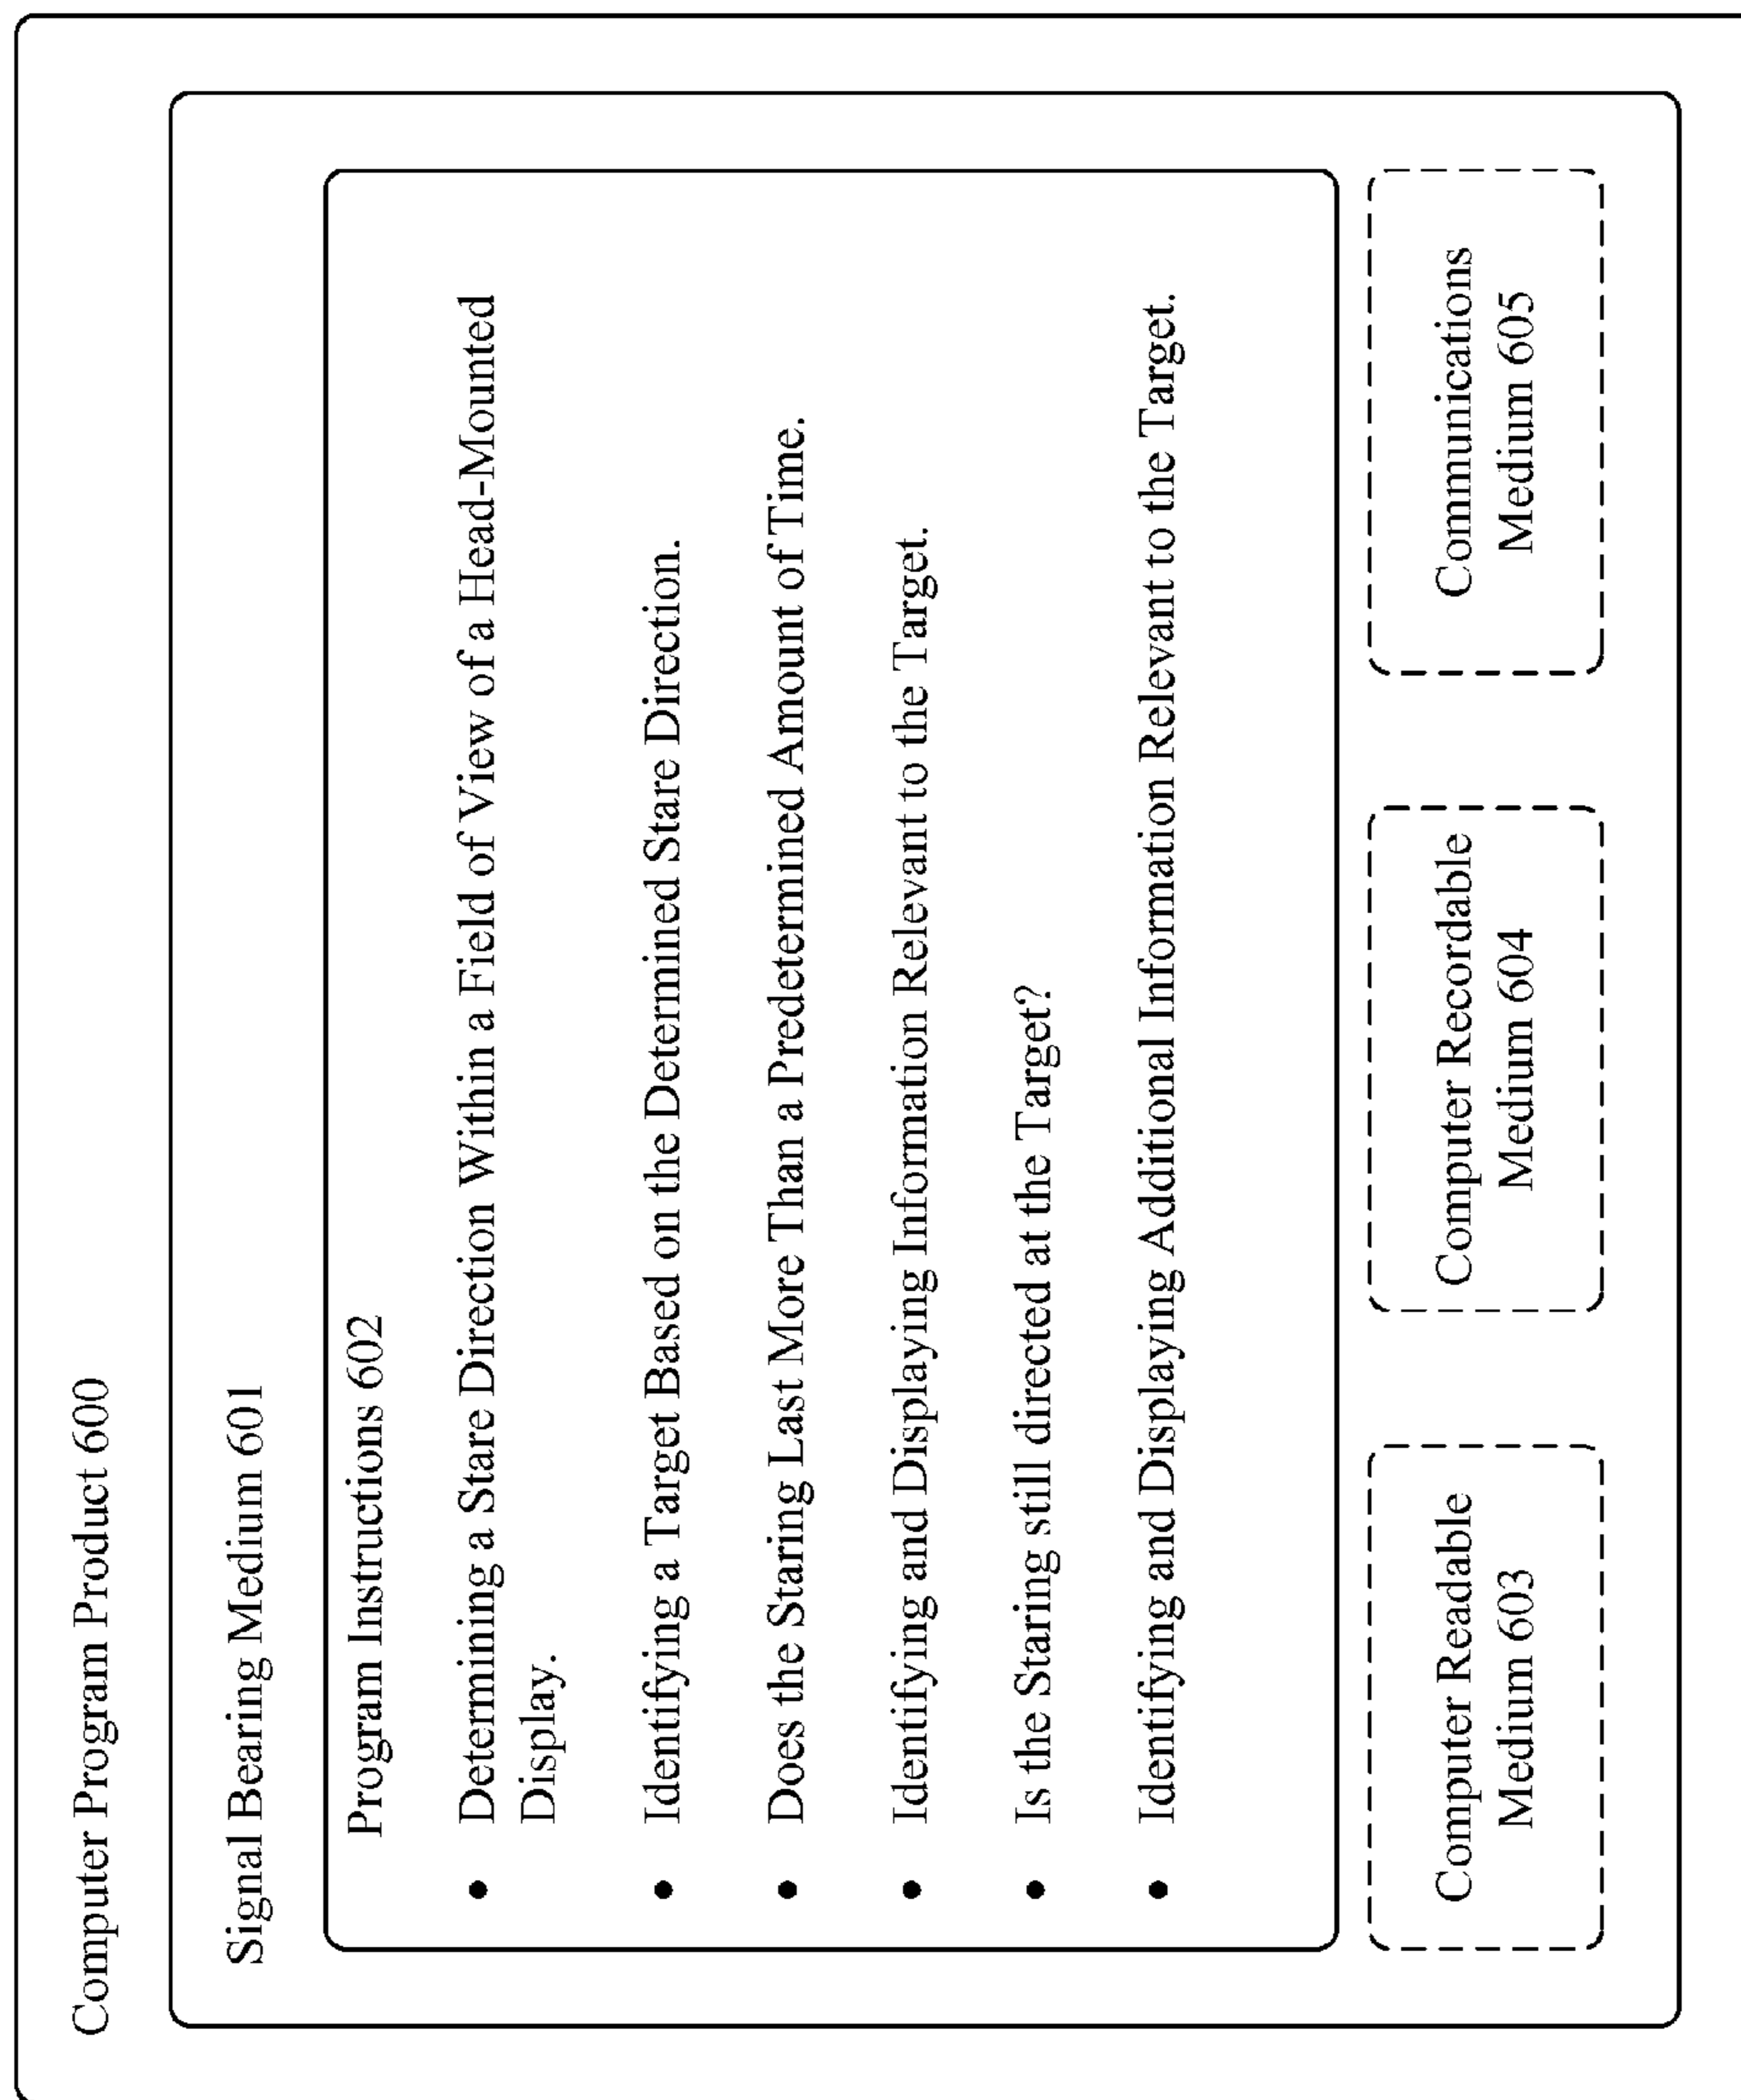 Computer Program Product 600
Signal Bearing Medium 601
Program Instructions 602
• Determining a Stare Direction Within a Field of View of a Head-Mounted
Display.
• Identifying a Target Based on the Determined Stare Direction.
• Does the Staring Last More Than a Predetermined Amount of Time.
• Identifying and Displaying Information Relevant to the Target.
• Is the Staring still directed at the Target?
• Identifying and Displaying Additional Information Relevant to the Target.
Computer Readable
Medium 603
Computer Recordable
Medium 604
Communications
Medium 605